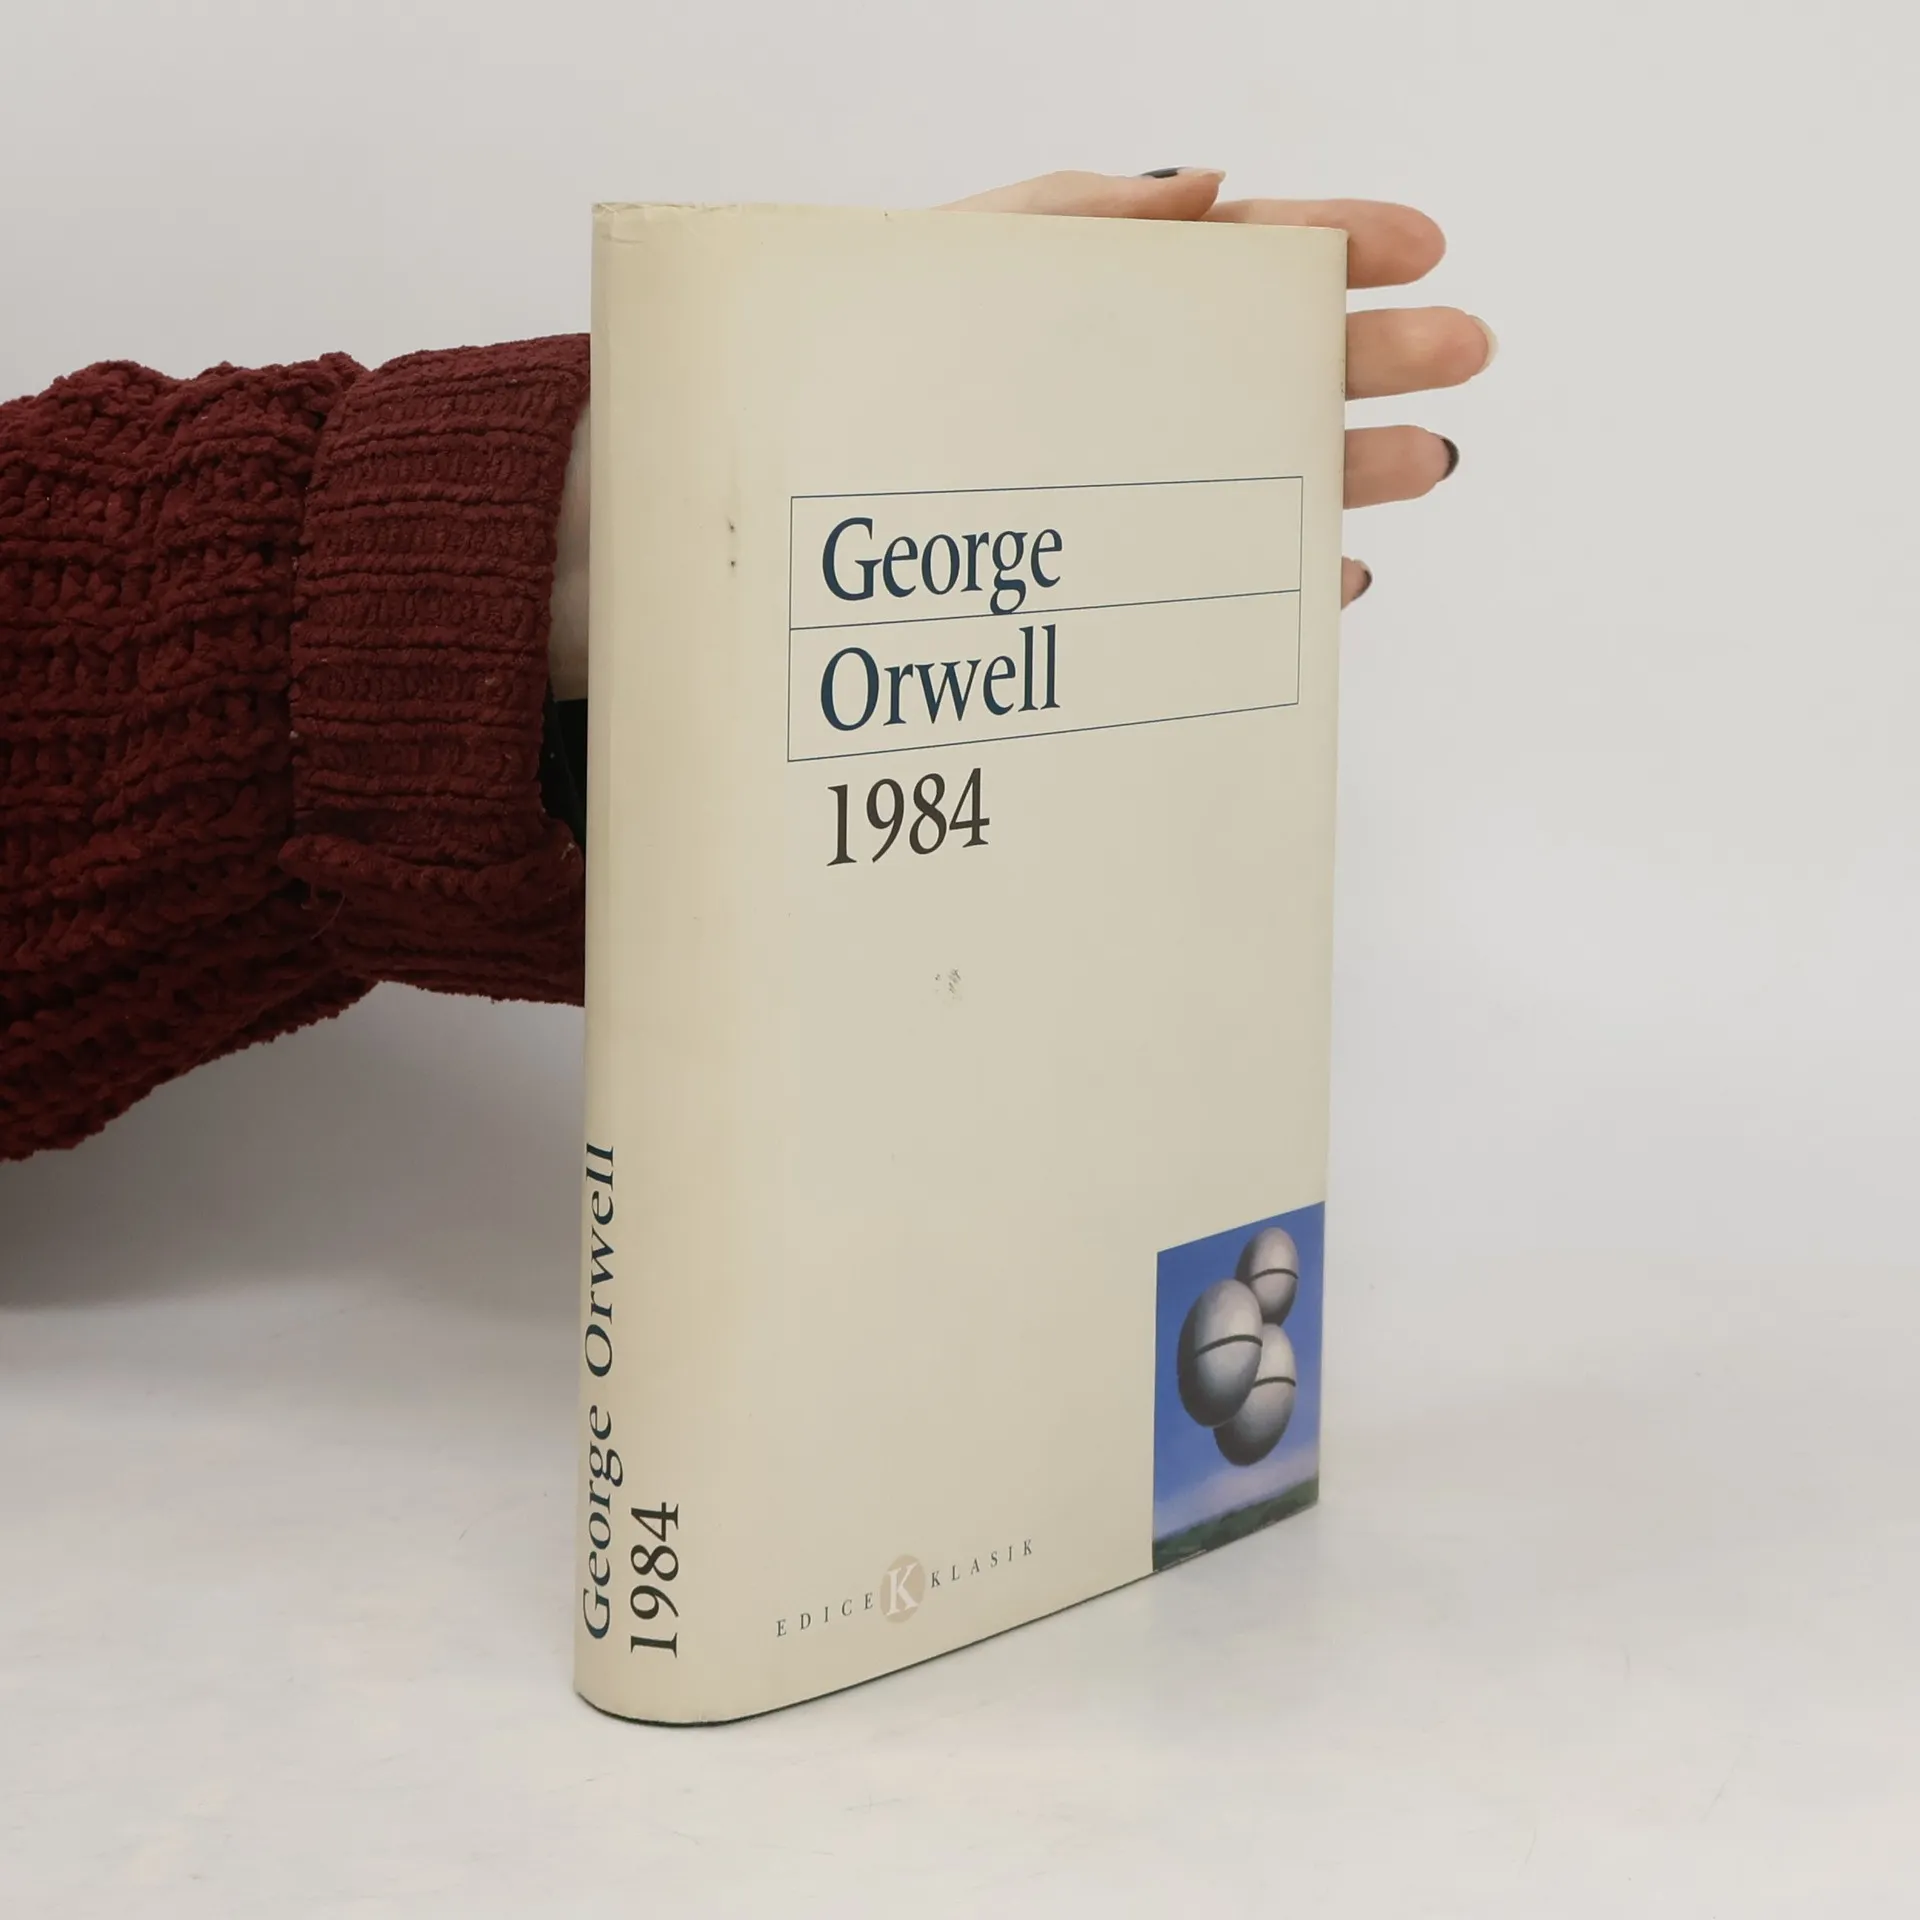 George
Orwell
1984
EDICE K KLASIK
George Orwell
1984